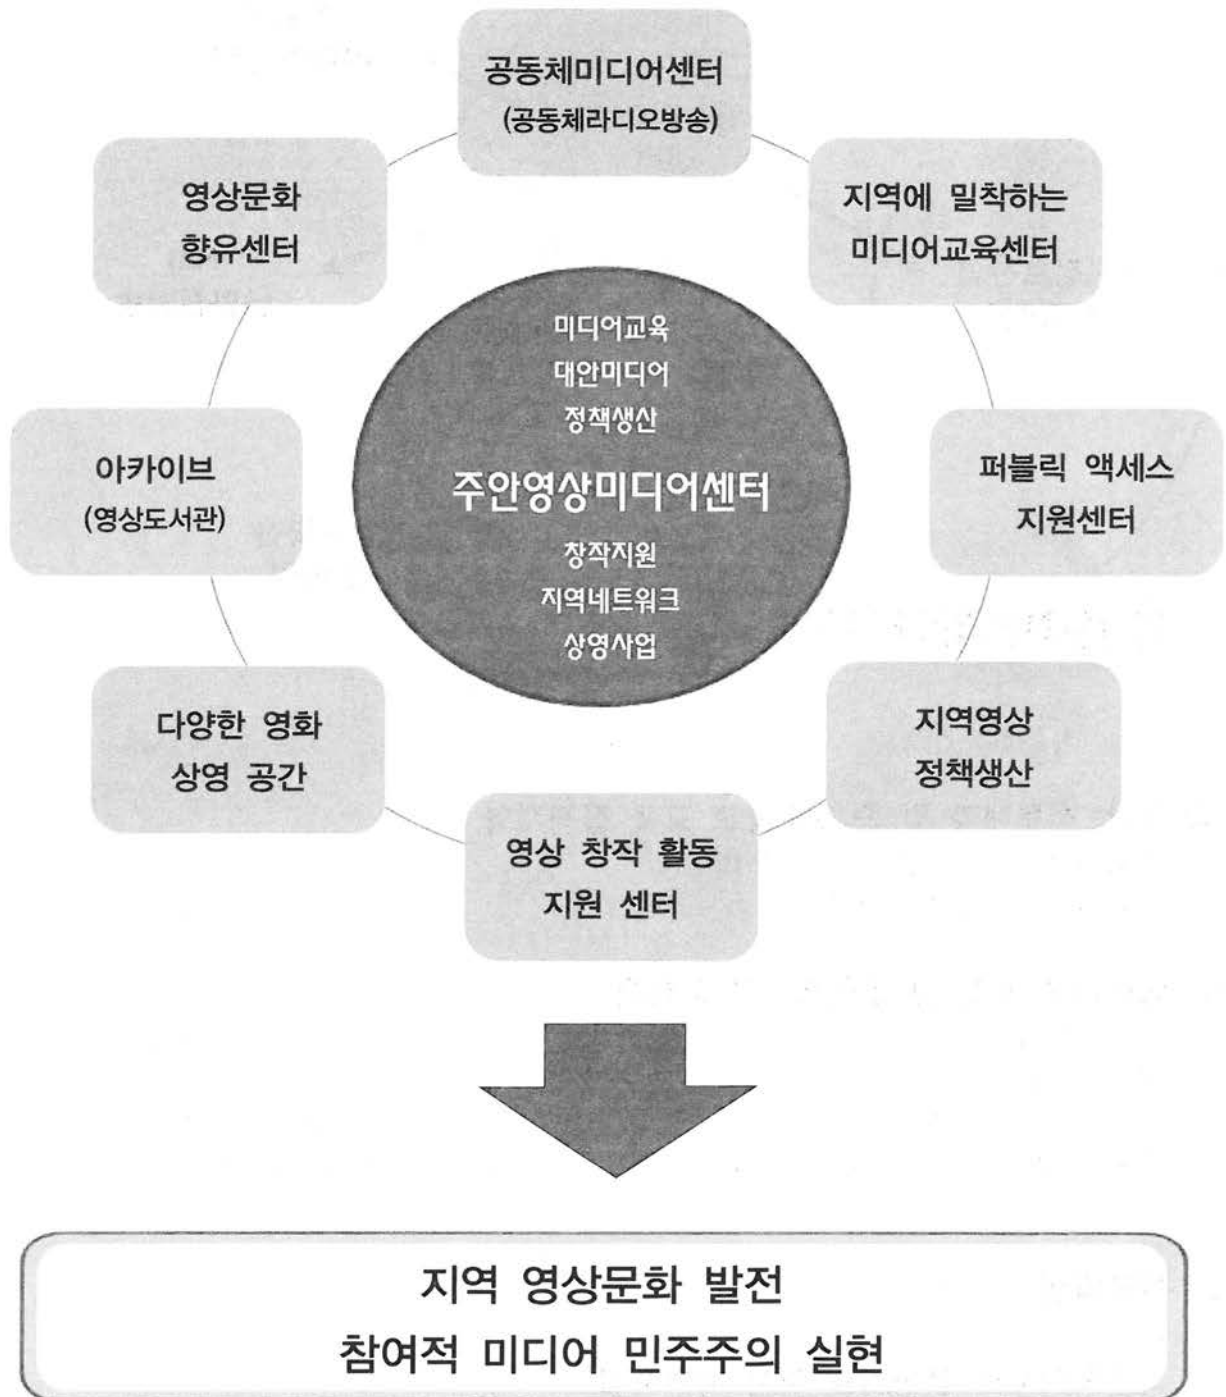 공동체미디어센터
(공동체라디오방송)
영상문화
향유센터
지역에 밀착하는
미디어교육센터
미디어교육
대안미디어
정책생산
주안영상미디어센터
창작지원
지역네트워크
상영사업
아카이브
(영상도서관)
퍼블릭 액세스
지원센터
다양한 영화
상영 공간
지역영상
정책생산
영상 창작 활동
지원 센터
지역 영상문화 발전
참여적 미디어 민주주의 실현